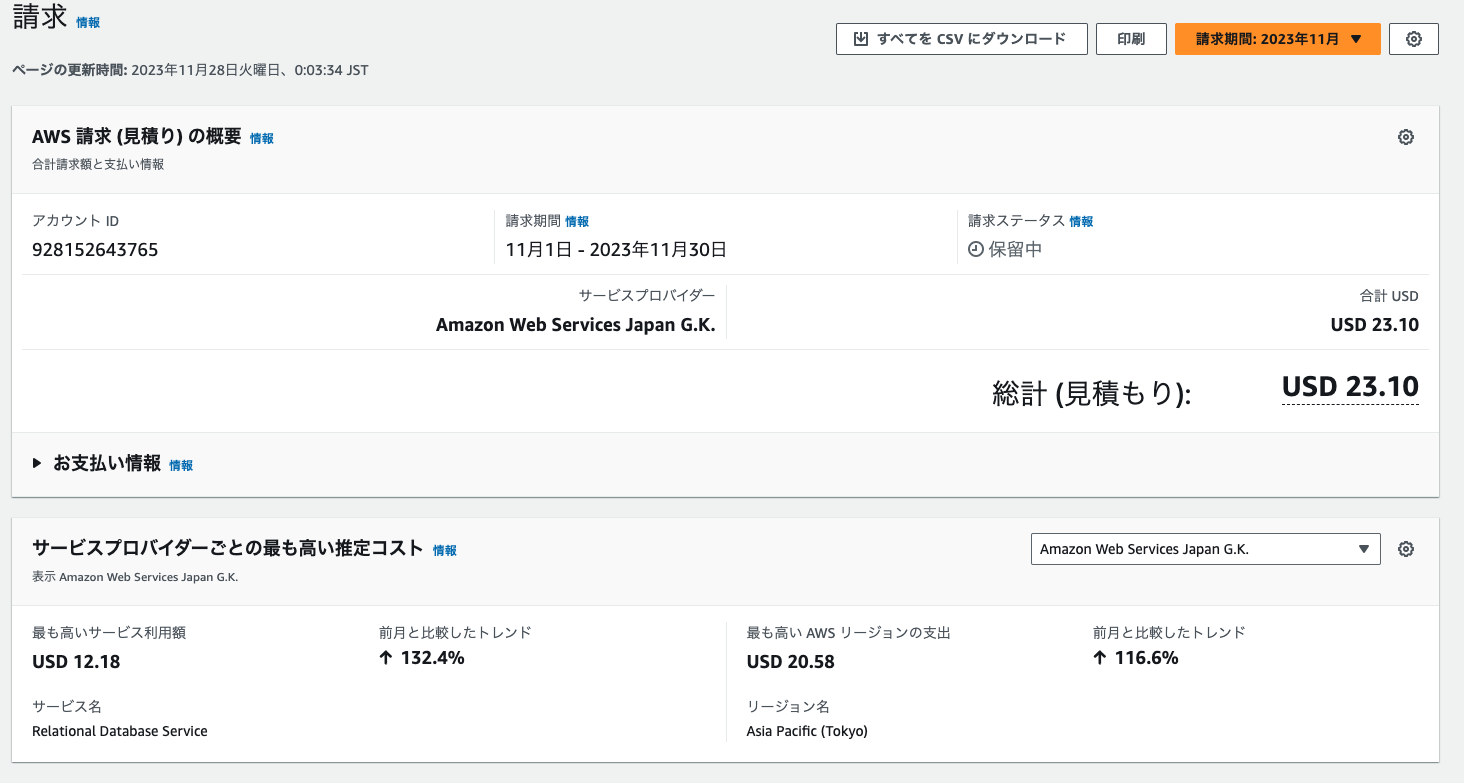 請求 情報
すべてを CSV にダウンロード 印刷 請求期間: 2023年11月
ページの更新時間: 2023年11月28日火曜日、0:03:34 JST
AWS 請求 (見積り) の概要 情報
合計請求額と支払い情報
アカウント ID 請求期間 情報 請求ステータス 情報
928152643765 11月1日 - 2023年11月30日 保留中
サービスプロバイダー 合計 USD
Amazon Web Services Japan G.K. USD 23.10
総計 (見積もり): USD 23.10
お支払い情報 情報
サービスプロバイダーごとの最も高い推定コスト 情報 Amazon Web Services Japan G.K.
表示 Amazon Web Services Japan G.K.
最も高いサービス利用額 前月と比較したトレンド 最も高い AWS リージョンの支出 前月と比較したトレンド
USD 12.18 ↑ 132.4% USD 20.58 ↑ 116.6%
サービス名 リージョン名
Relational Database Service Asia Pacific (Tokyo)